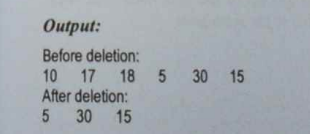 Output:
Before deletion:
10 17 18 5 30 15
After deletion:
5 30 15